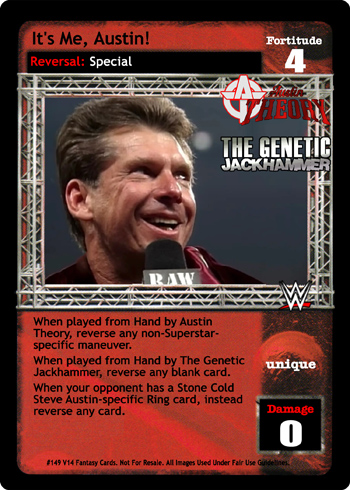 It's Me, Austin!
Fortitude
4
Reversal: Special
A
Austin
THEORY
THE GENETIC
JACKHAMMER
RAW
W
When played from Hand by Austin
Theory, reverse any non-Superstar-
specific maneuver.
When played from Hand by The Genetic
Jackhammer, reverse any blank card.
When your opponent has a Stone Cold
Steve Austin-specific Ring card, instead
reverse any card.
unique
Damage
0
#149 V14 Fantasy Cards. Not For Resale. All Images Used Under Fair Use Guidelines.